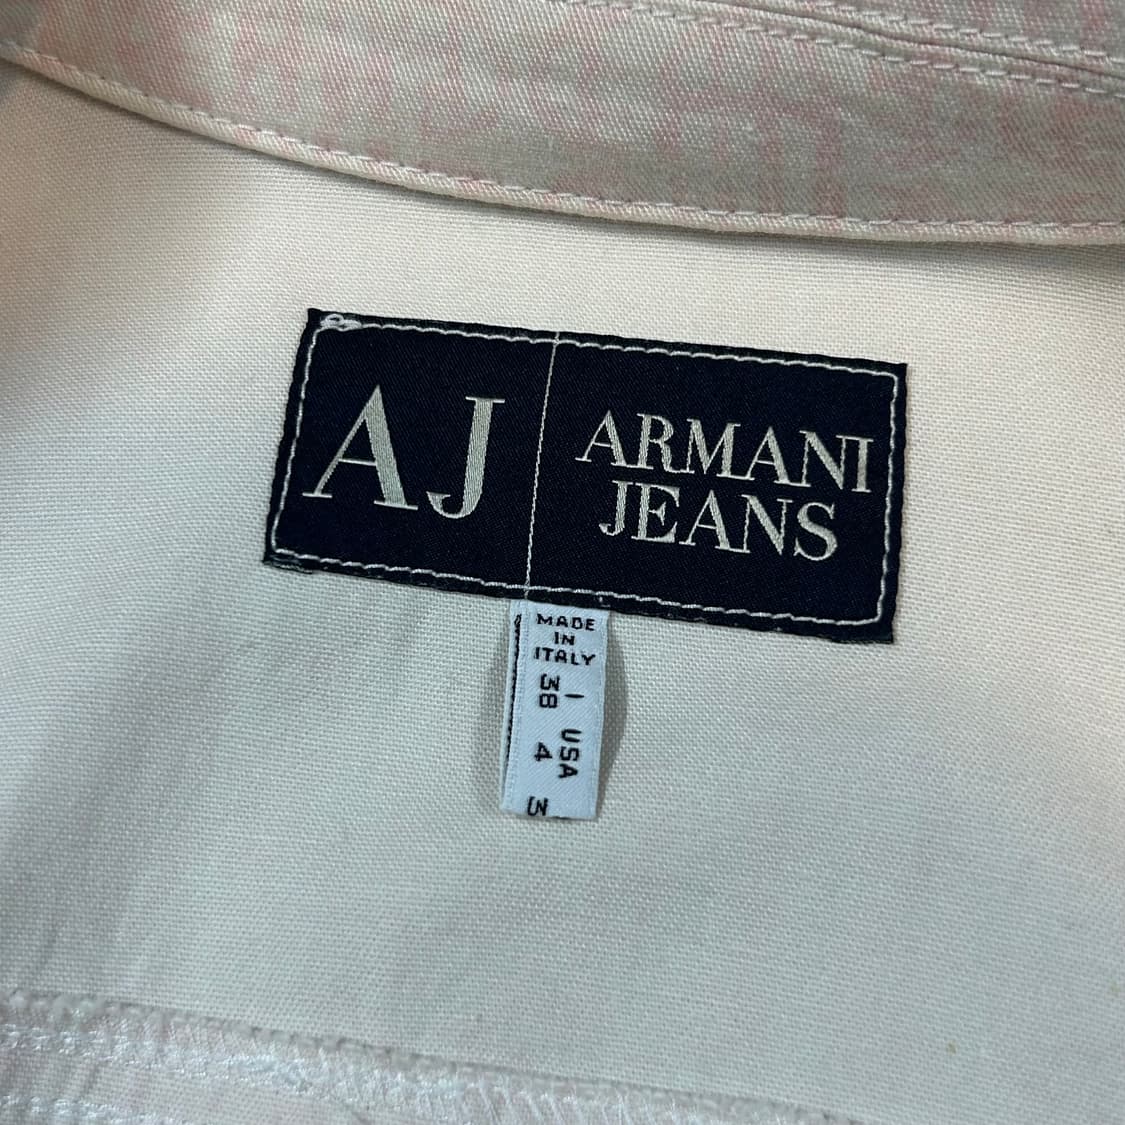 AJ
ARMANI
JEANS
MADE
IN
ITALY
I USA
38 4